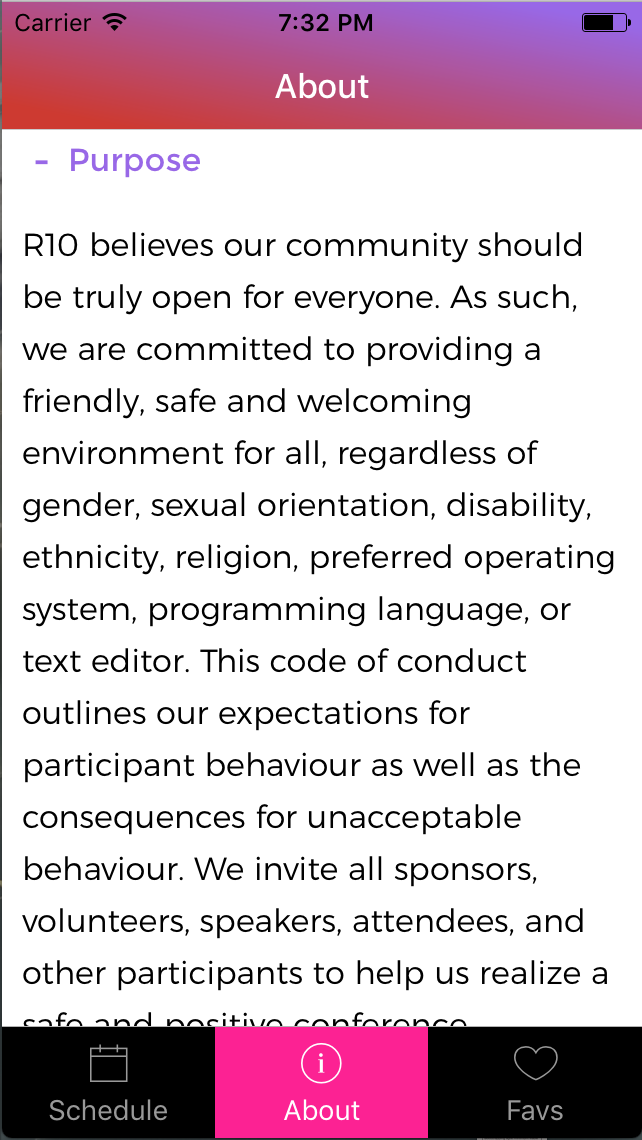 Carrier 7:32 PM
About
- Purpose
R10 believes our community should
be truly open for everyone. As such,
we are committed to providing a
friendly, safe and welcoming
environment for all, regardless of
gender, sexual orientation, disability,
ethnicity, religion, preferred operating
system, programming language, or
text editor. This code of conduct
outlines our expectations for
participant behaviour as well as the
consequences for unacceptable
behaviour. We invite all sponsors,
volunteers, speakers, attendees, and
other participants to help us realize a
safe and positive conference
Schedule About Favs